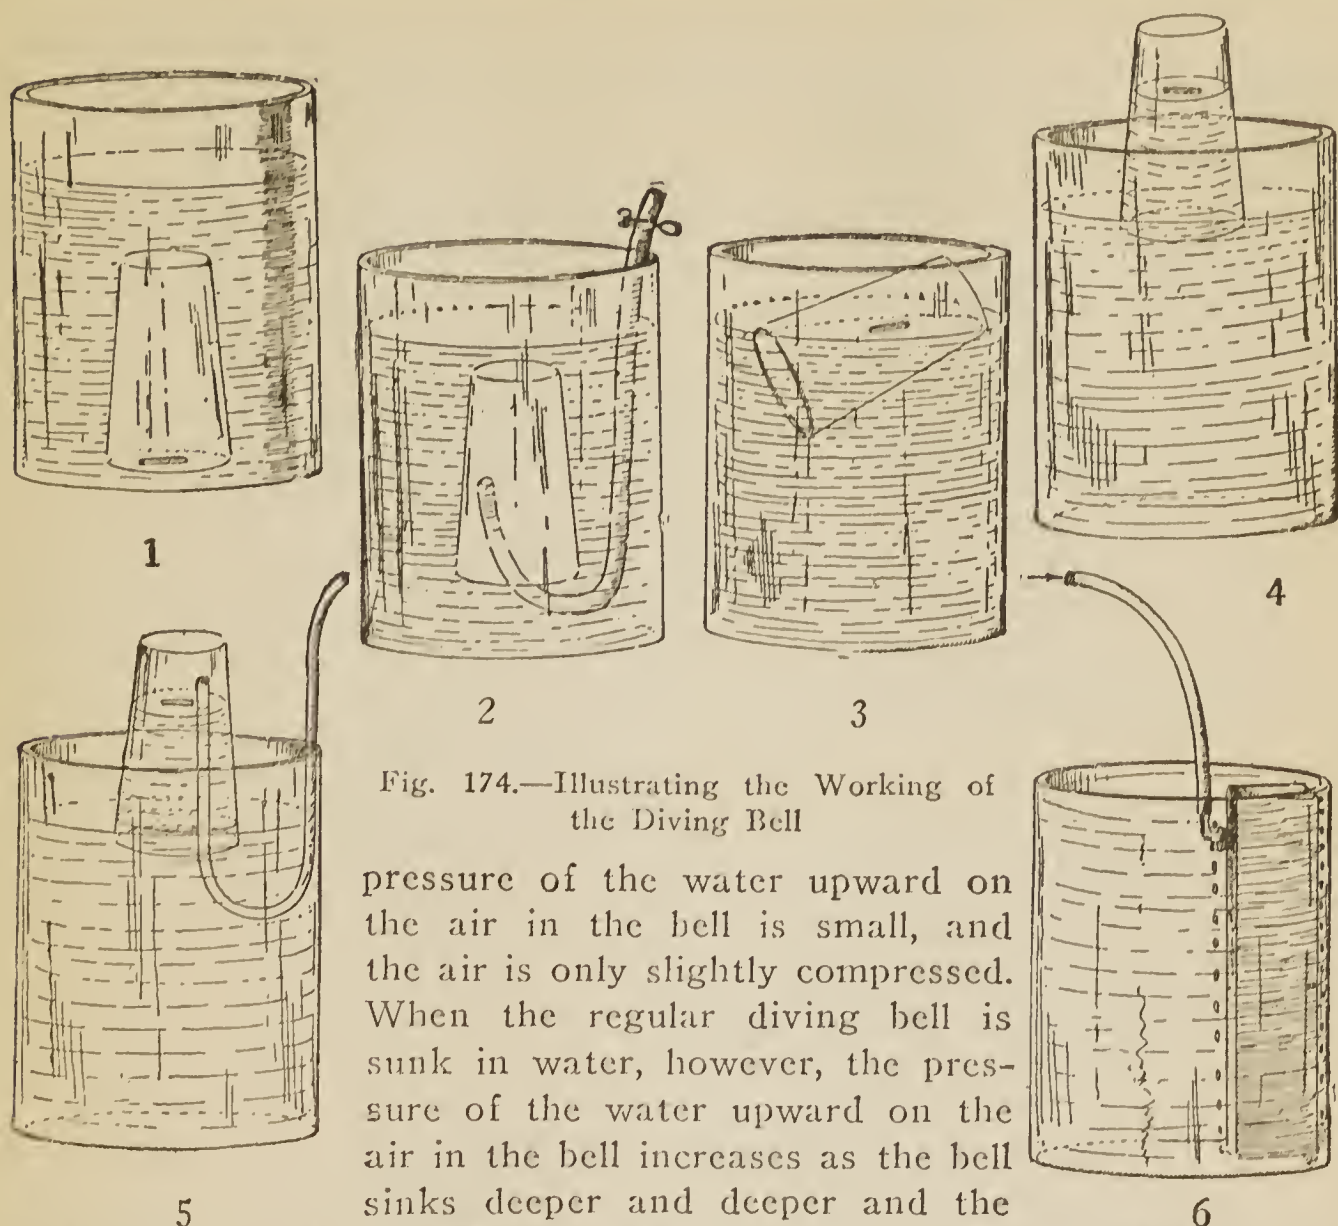 1
4
2
3
Fig. 174.—Illustrating the Working of
the Diving Bell
pressure of the water upward on
the air in the bell is small, and
the air is only slightly compressed.
When the regular diving bell is
sunk in water, however, the pres-
sure of the water upward on the
air in the bell increases as the bell
sinks deeper and deeper and the
5
6